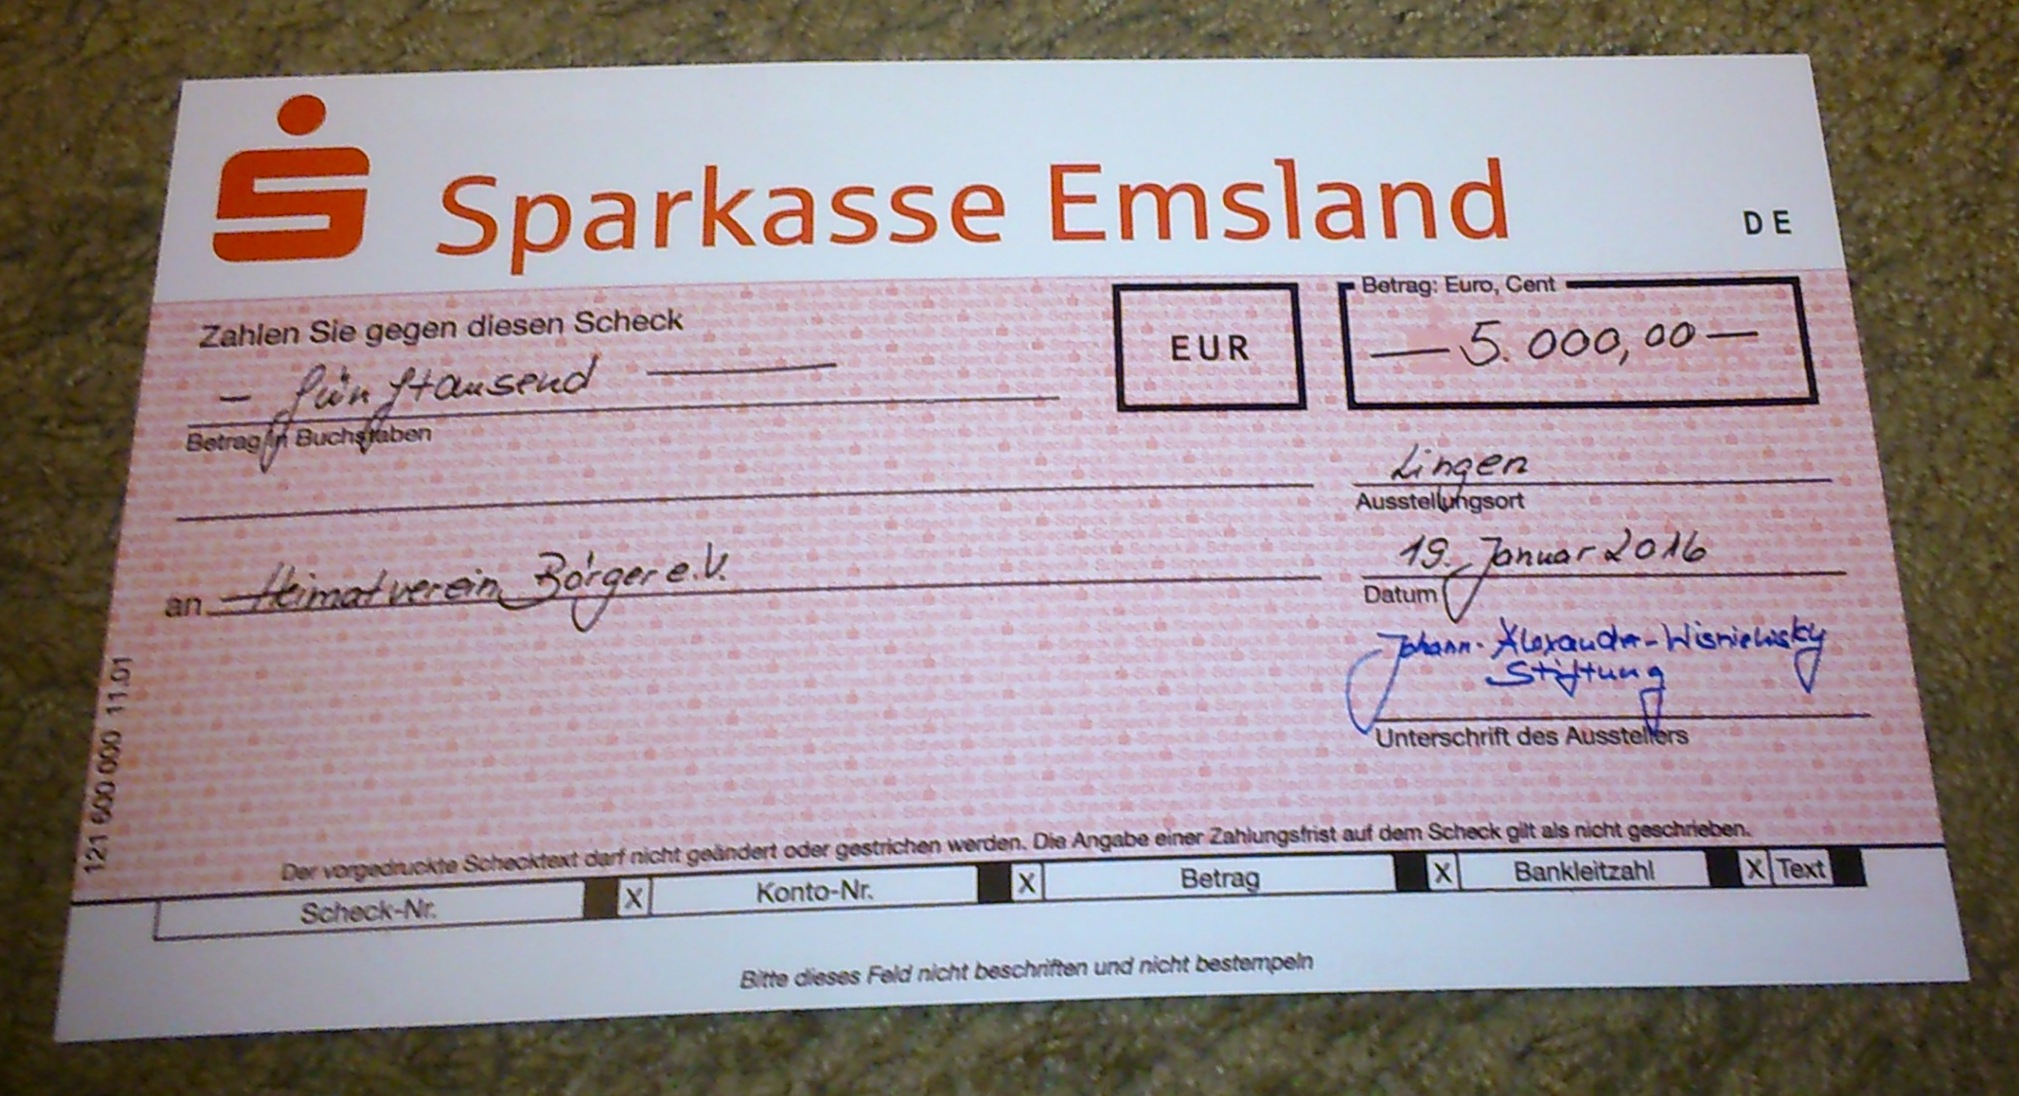 Sparkasse Emsland
DE
Zahlen Sie gegen diesen Scheck
EUR
Betrag: Euro, Cent
— 5.000,00 —
– fünftausend —
Betrag in Buchstaben
Lingen
Ausstellungsort
an Heimatverein Börger e.V.
19. Januar 2016
Datum
Johann-Alexander-Wisniewsky
Stiftung
Unterschrift des Ausstellers
121 600 000 11.01
Der vorgedruckte Schecktext darf nicht geändert oder gestrichen werden. Die Angabe einer Zahlungsfrist auf dem Scheck gilt als nicht geschrieben.
Scheck-Nr. X Konto-Nr. X Betrag X Bankleitzahl X Text
Bitte dieses Feld nicht beschriften und nicht bestempeln